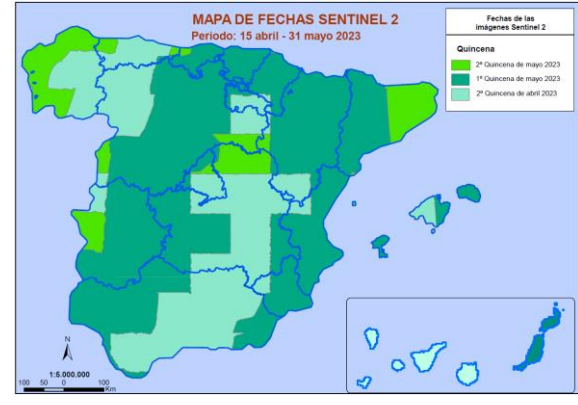 MAPA DE FECHAS SENTINEL 2
Periodo: 15 abril - 31 mayo 2023
Fechas de las
imágenes Sentinel 2
Quincena
2ª Quincena de mayo 2023
1ª Quincena de mayo 2023
2ª Quincena de abril 2023
N
1:5.000.000
100 50 0 100
Km